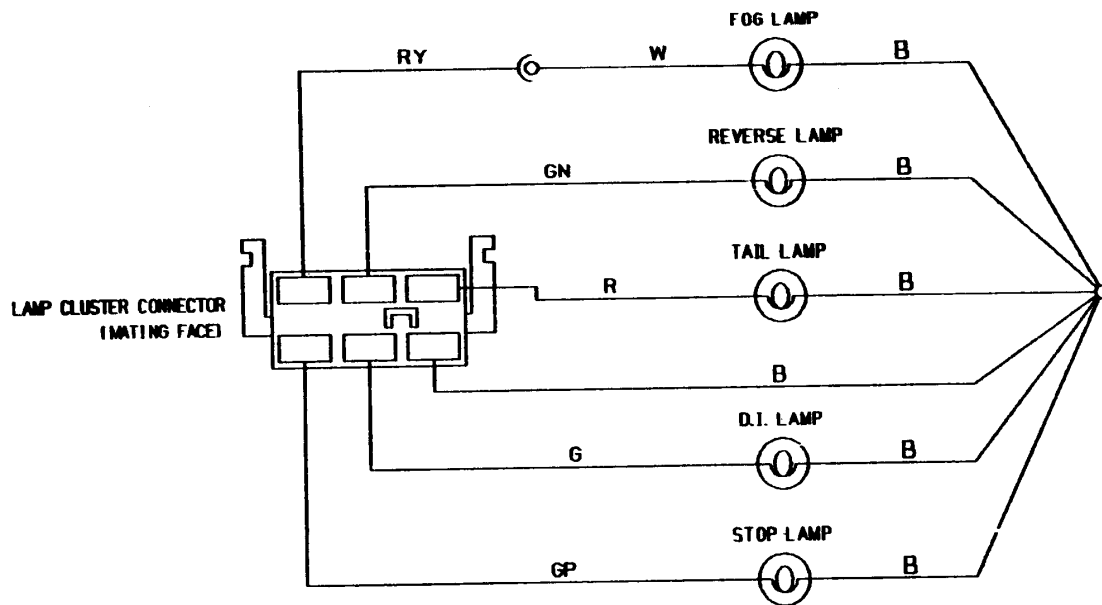 FOG LAMP
RY W B
REVERSE LAMP
GN B
TAIL LAMP
R B
LAMP CLUSTER CONNECTOR
(MATING FACE)
B
D.I. LAMP
G B
STOP LAMP
GP B